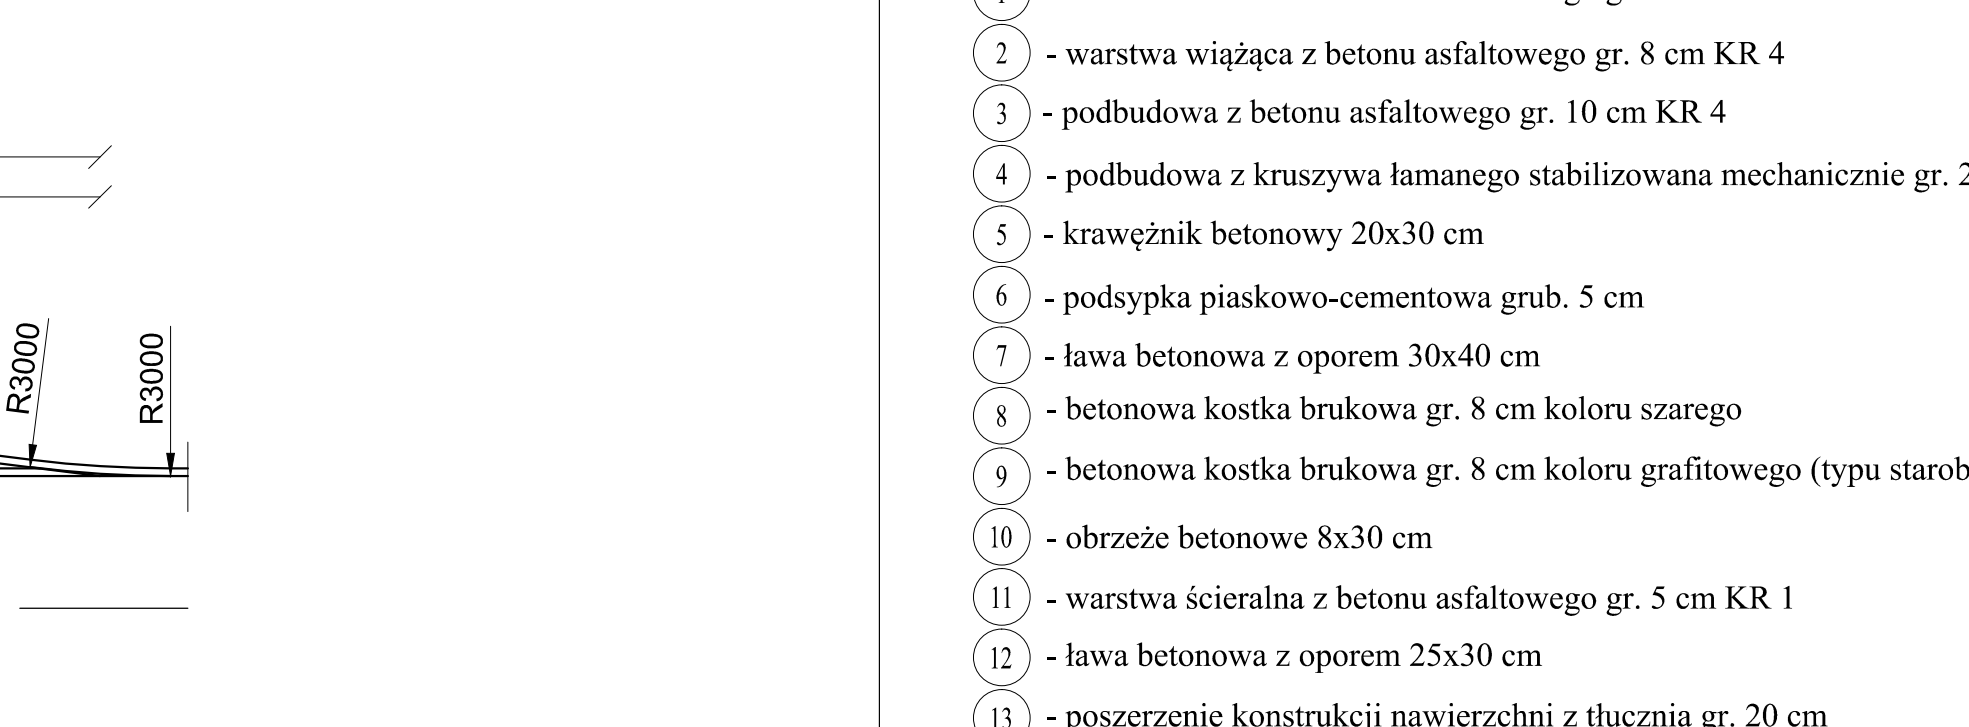 2 - warstwa wiążąca z betonu asfaltowego gr. 8 cm KR 4
3 - podbudowa z betonu asfaltowego gr. 10 cm KR 4
4 - podbudowa z kruszywa łamanego stabilizowana mechanicznie gr.
5 - krawężnik betonowy 20x30 cm
6 - podsypka piaskowo-cementowa grub. 5 cm
R3000
R3000
7 - ława betonowa z oporem 30x40 cm
8 - betonowa kostka brukowa gr. 8 cm koloru szarego
9 - betonowa kostka brukowa gr. 8 cm koloru grafitowego (typu starob
10 - obrzeże betonowe 8x30 cm
11 - warstwa ścieralna z betonu asfaltowego gr. 5 cm KR 1
12 - ława betonowa z oporem 25x30 cm
13 - poszerzenie konstrukcji nawierzchni z tłucznia gr. 20 cm